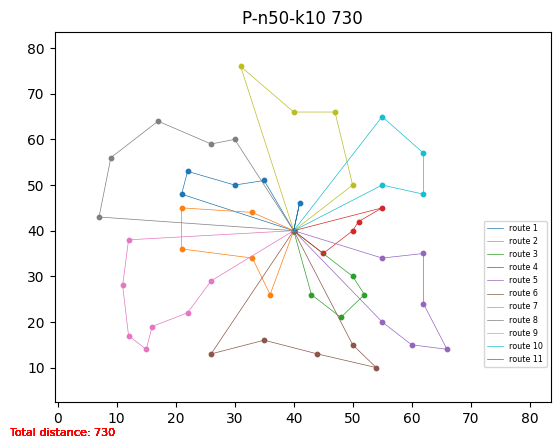 P-n50-k10 730
80
70
60
50
40
30
20
10
0 10 20 30 40 50 60 70 80
route 1
route 2
route 3
route 4
route 5
route 6
route 7
route 8
route 9
route 10
route 11
Total distance: 730